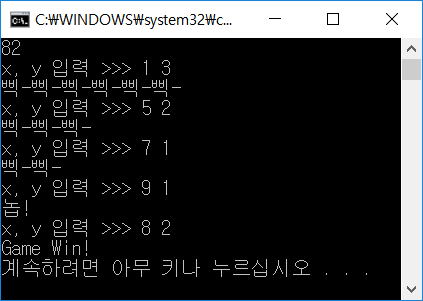 C:\WINDOWS\system32\c...
82
x, y 입력 >>> 1 3
삑-삑-삑-삑-삑-삑-
x, y 입력 >>> 5 2
삑-삑-삑-
x, y 입력 >>> 7 1
삑-삑-
x, y 입력 >>> 9 1
놉!
x, y 입력 >>> 8 2
Game Win!
계속하려면 아무 키나 누르십시오 . . .